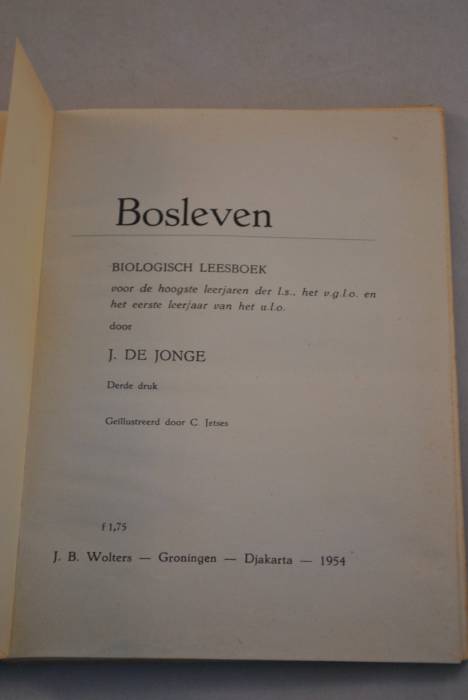 Bosleven
BIOLOGISCH LEESBOEK
voor de hoogste leerjaren der l.s., het v.g.l.o. en
het eerste leerjaar van het u.l.o.
door
J. DE JONGE
Derde druk
Geïllustreerd door C. Jetses
f 1,75
J. B. Wolters — Groningen — Djakarta — 1954